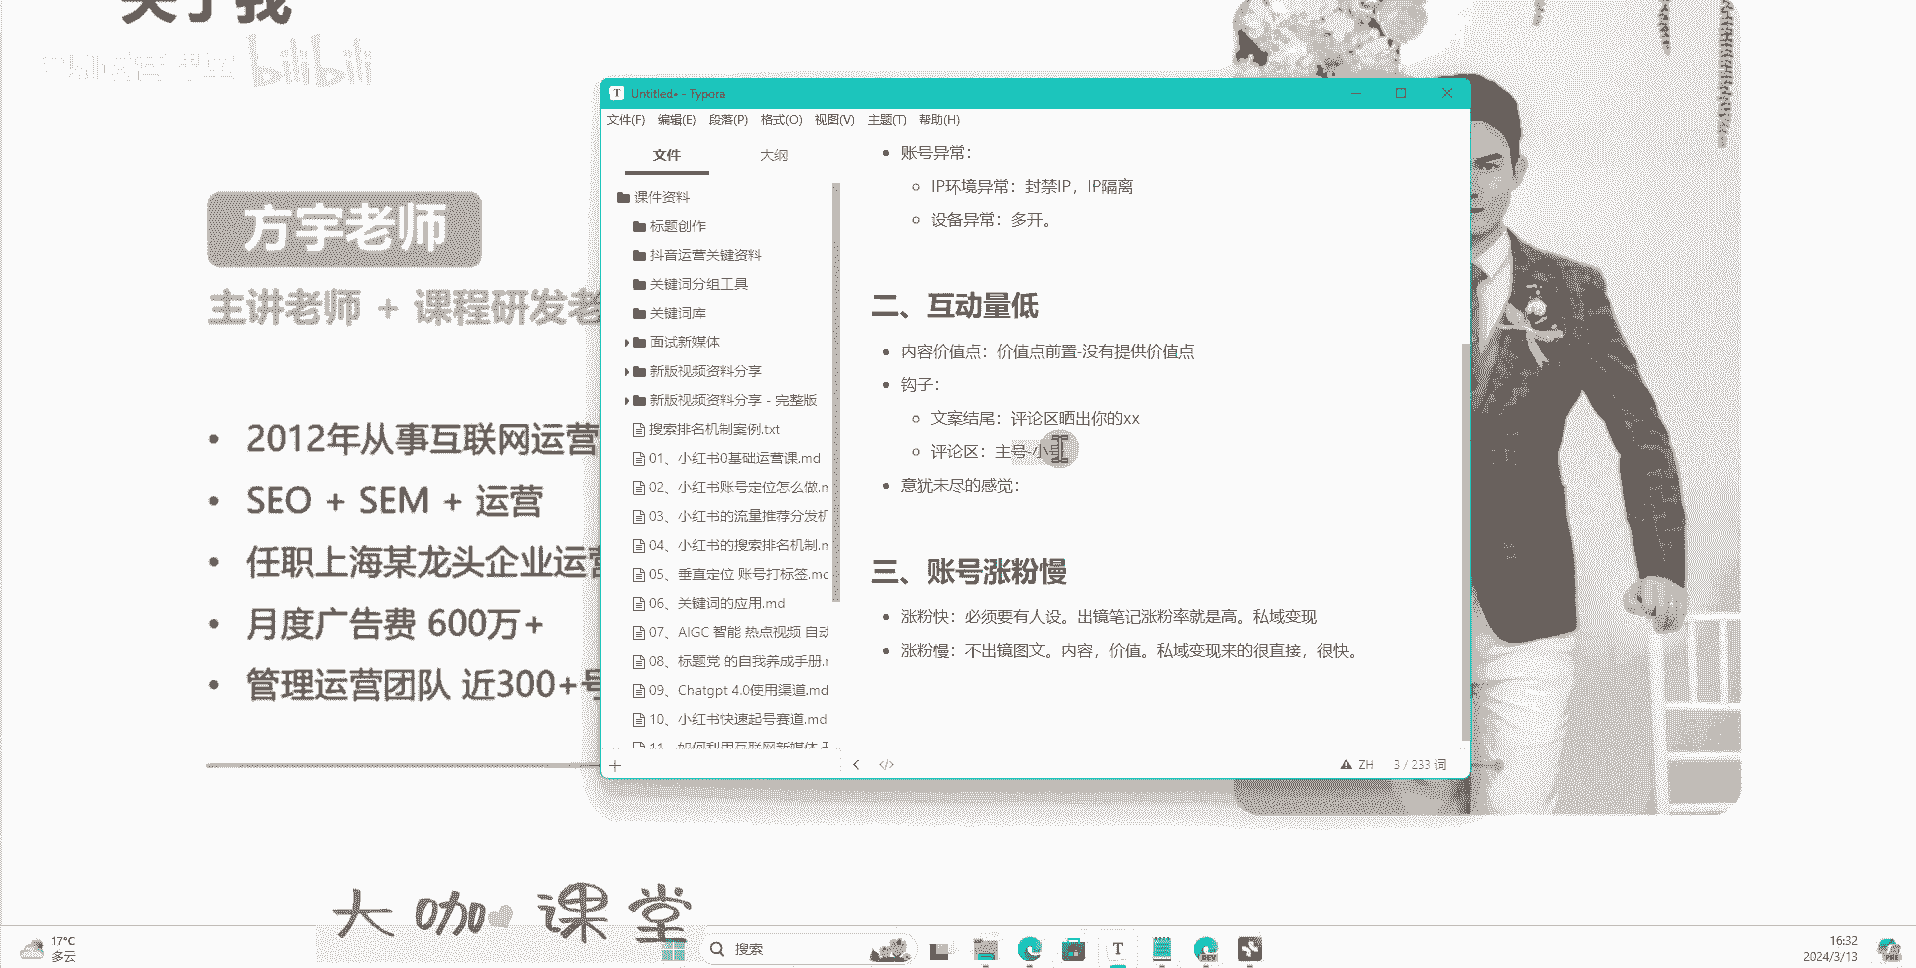 关于我
bilibili
方宇老师
主讲老师 + 课程研发老
2012年从事互联网运营
SEO + SEM + 运营
任职上海某龙头企业运营
月度广告费 600万+
管理运营团队 近300+号
Untitled• - Typora
文件(F) 编辑(E) 段落(P) 格式(O) 视图(V) 主题(T) 帮助(H)
文件 大纲
课件资料
标题创作
抖音运营关键资料
关键词分组工具
关键词库
面试新媒体
新版视频资料分享
新版视频资料分享 - 完整版
搜索排名机制案例.txt
01、小红书0基础运营课.md
02、小红书账号定位怎么做.m
03、小红书的流量推荐分发机
04、小红书的搜索排名机制.m
05、垂直定位 账号打标签.mc
06、关键词的应用.md
07、AIGC 智能 热点视频 自动
08、标题党 的自我养成手册.r
09、Chatgpt 4.0使用渠道.md
10、小红书快速起号赛道.md
11、如何利用互联网新媒体
账号异常：
IP环境异常：封禁IP，IP隔离
设备异常：多开。
二、互动量低
内容价值点：价值点前置-没有提供价值点
钩子：
文案结尾：评论区晒出你的xx
评论区：主号-小号
意犹未尽的感觉：
三、账号涨粉慢
涨粉快：必须要有人设。出镜笔记涨粉率就是高。私域变现
涨粉慢：不出镜图文。内容，价值。私域变现来的很直接，很快。
ZH 3 / 233 词
大咖课堂
17°C
多云
搜索
16:32
2024/3/13